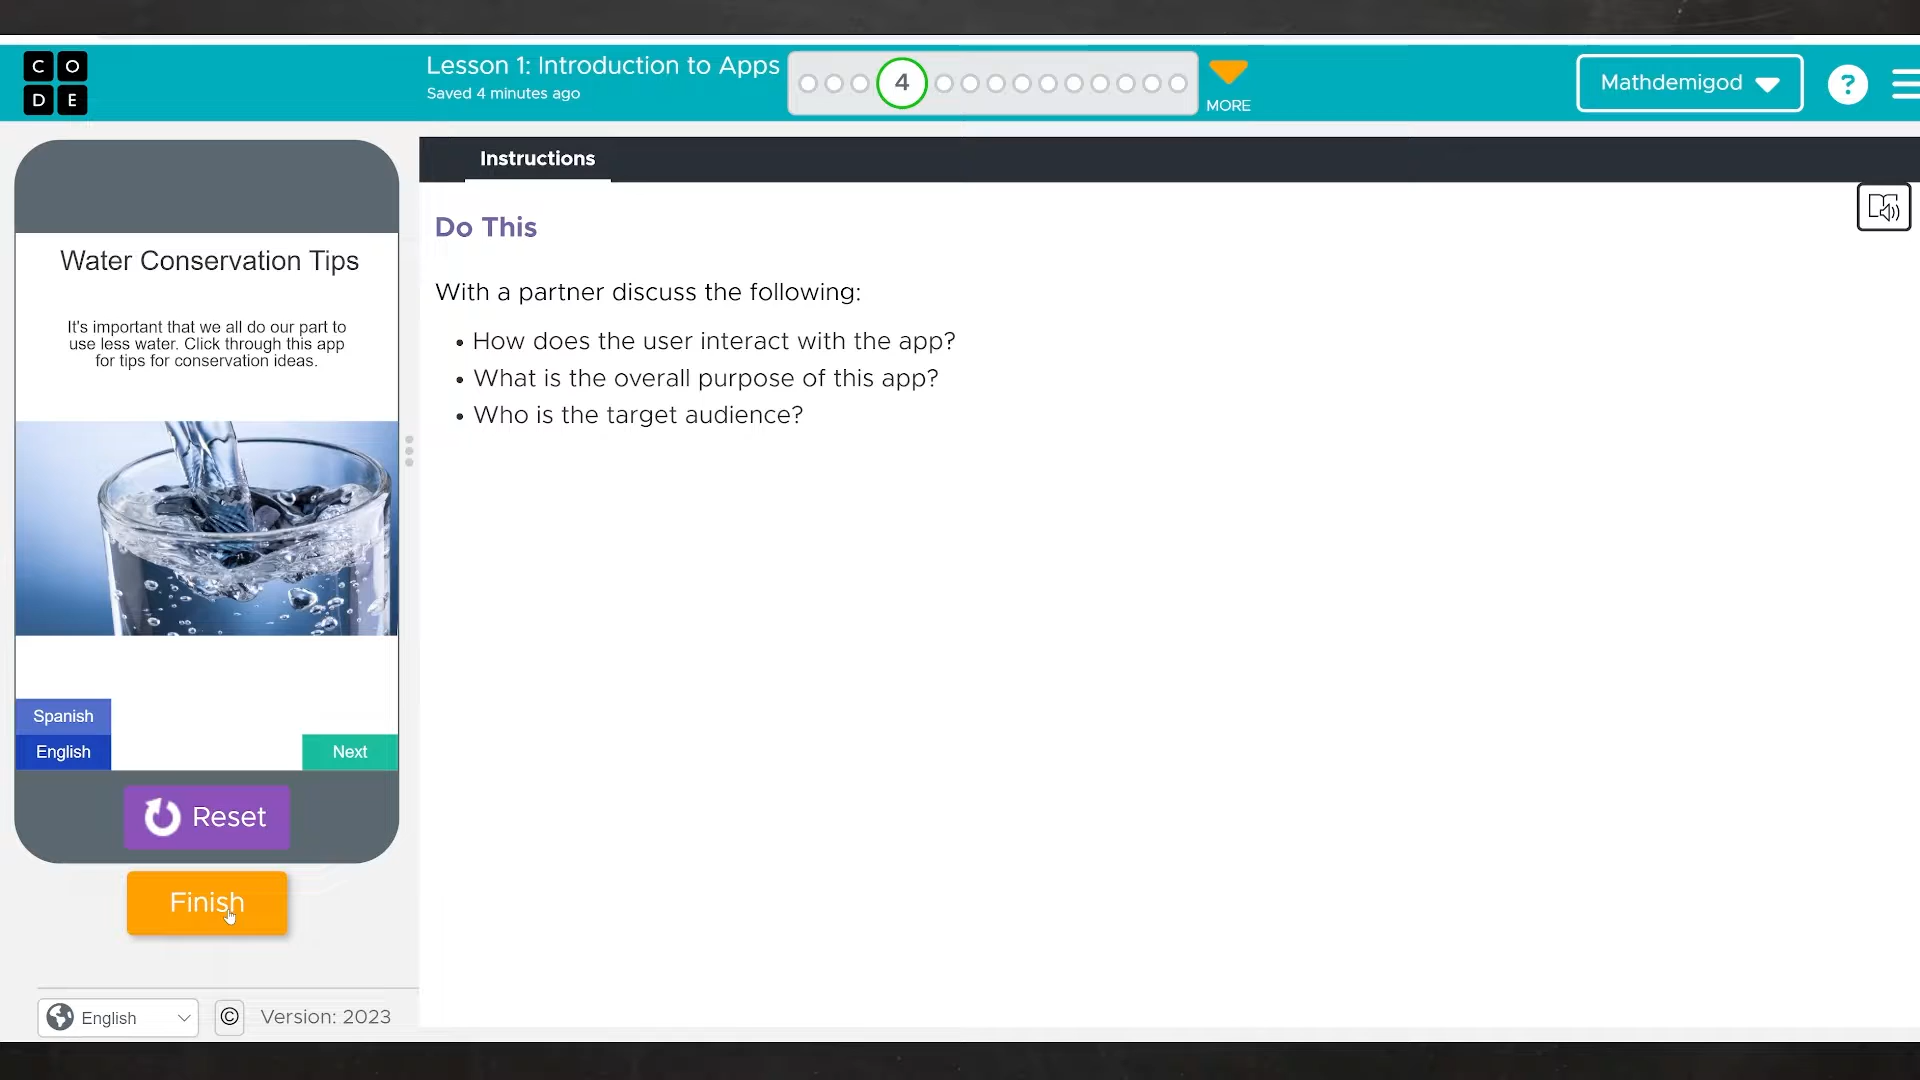 C O
D E
Lesson 1: Introduction to Apps
Saved 4 minutes ago
4
MORE
Mathdemigod
?
Instructions
Do This
With a partner discuss the following:
• How does the user interact with the app?
• What is the overall purpose of this app?
• Who is the target audience?
Water Conservation Tips
It's important that we all do our part to
use less water. Click through this app
for tips for conservation ideas.
Spanish
English
Next
Reset
Finish
English
©
Version: 2023